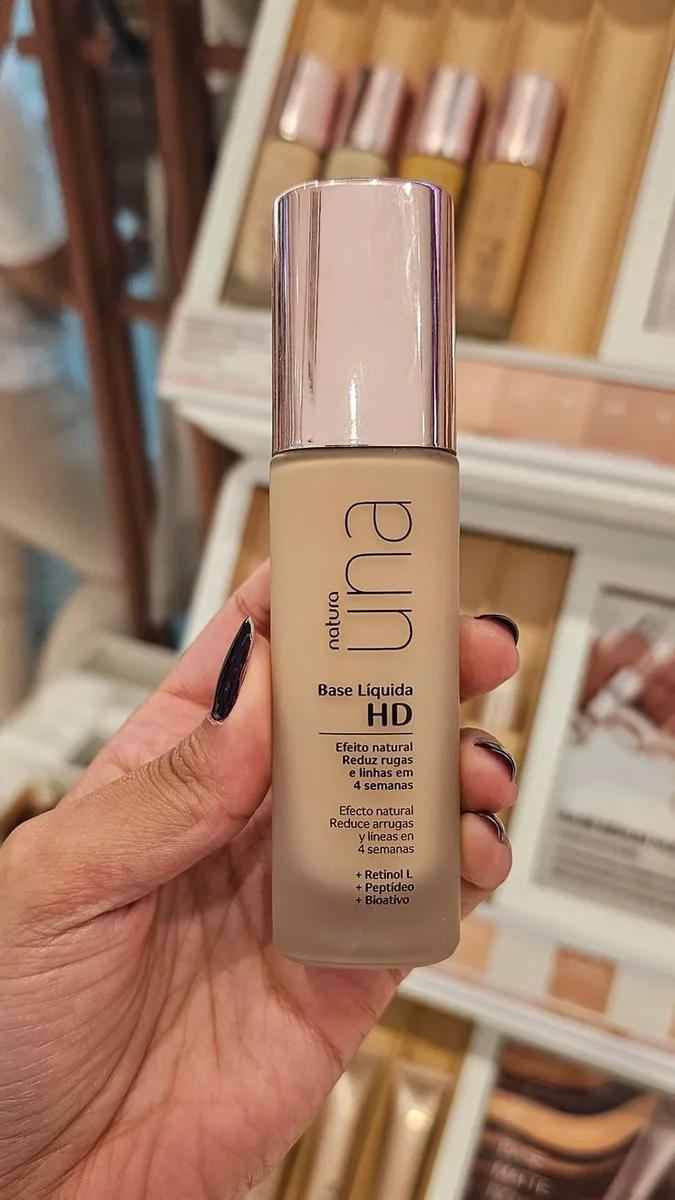 natura
una
Base Líquida
HD
Efeito natural
Reduz rugas
e linhas em
4 semanas
Efecto natural
Reduce arrugas
y líneas en
4 semanas
+ Retinol L
+ Peptídeo
+ Bioativo
MATTE